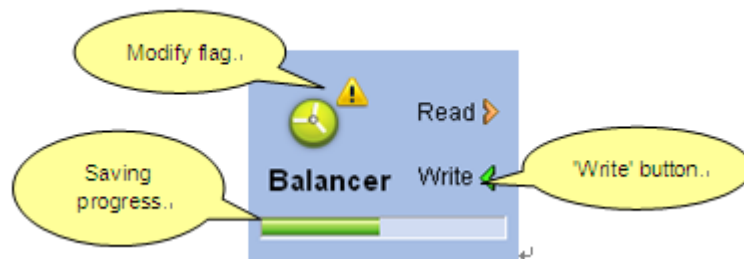 Modify flag.
Read
Saving
progress.
Balancer
Write
'Write' button.